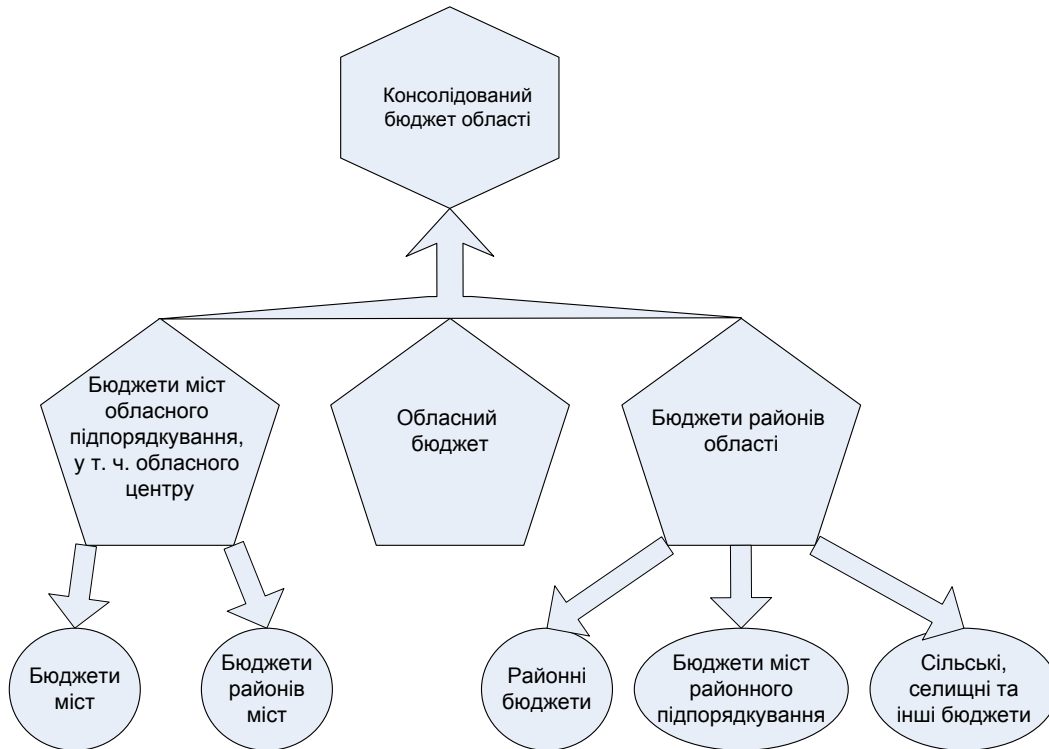 Консолідований
бюджет області
Бюджети міст
обласного
підпорядкування,
у т. ч. обласного
центру
Обласний
бюджет
Бюджети районів
області
Бюджети
міст
Бюджети
районів
міст
Районні
бюджети
Бюджети міст
районного
підпорядкування
Сільські,
селищні та
інші бюджети